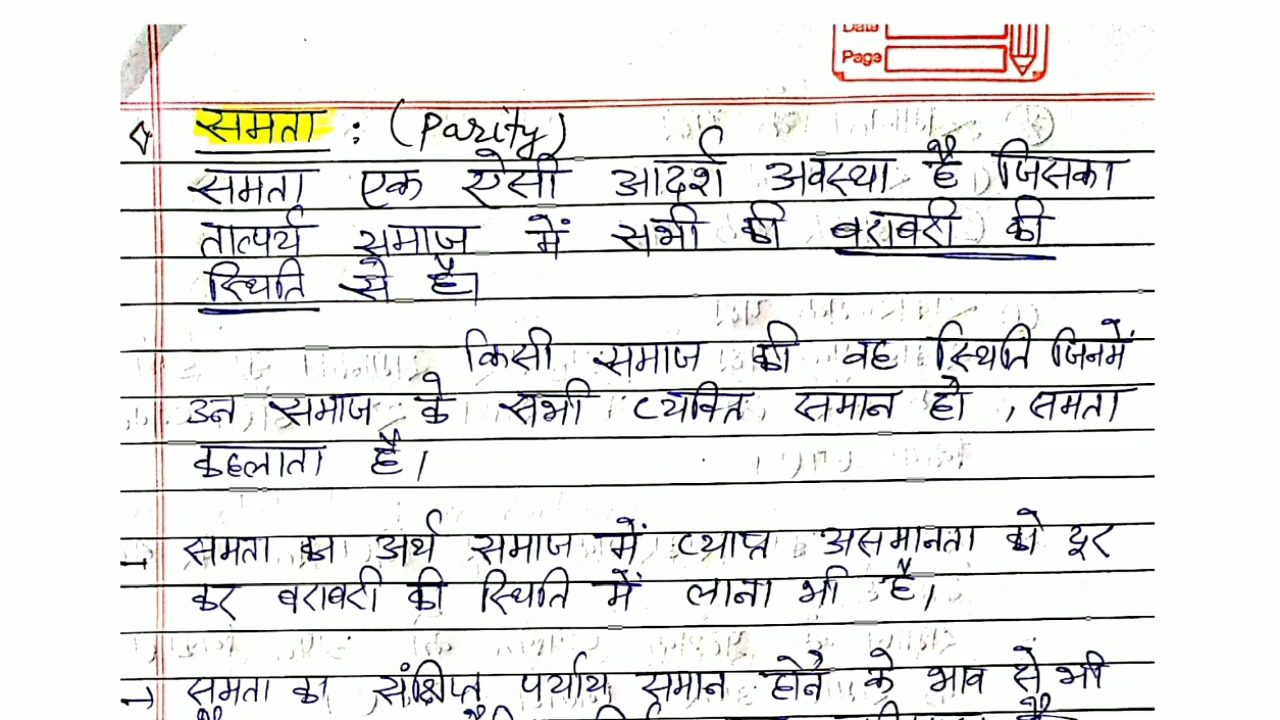 Date
Page
समता : (Parity)
समता एक ऐसी आदर्श अवस्था है जिसका
तात्पर्य समाज में सभी की बराबरी की
स्थिति से है।
किसी समाज की वह स्थिति जिनमें
उन समाज के सभी व्यक्ति समान हो , समता
कहलाता है।
→ समता का अर्थ समाज में व्याप्त असमानता को दूर
कर बराबरी की स्थिति में लाना भी है।
→ समता का संक्षिप्त पर्याय समान होने के भाव से भी